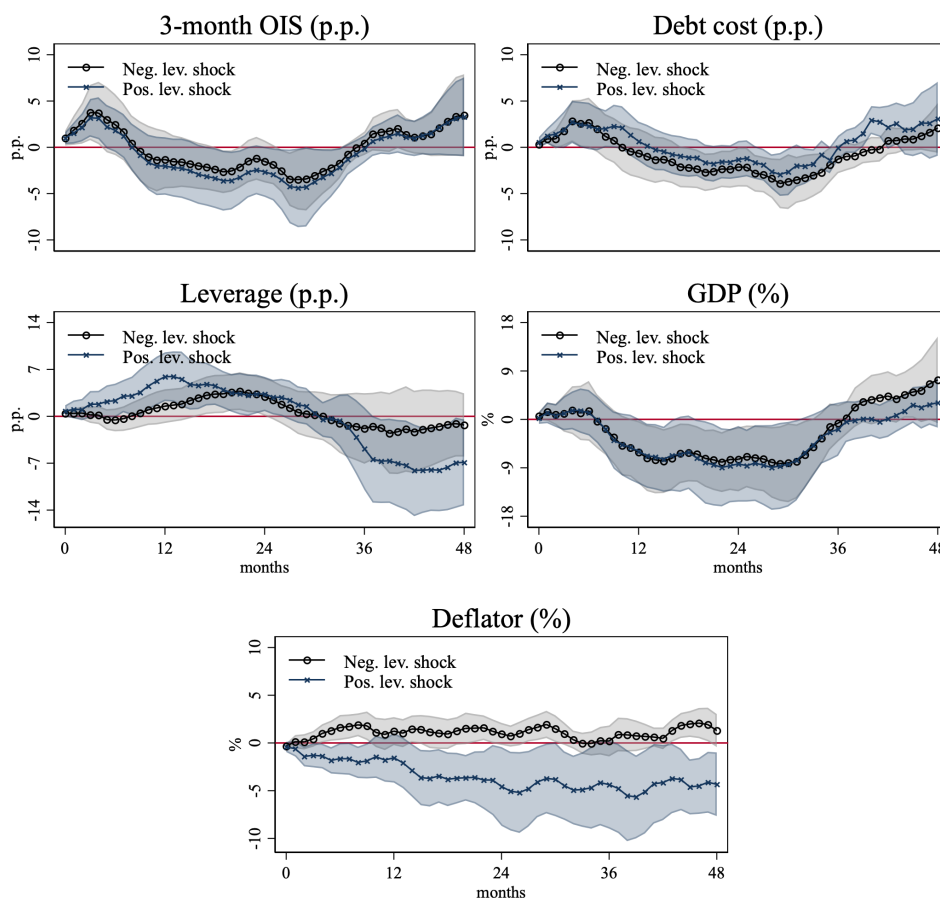 3-month OIS (p.p.)
10
5
0
-5
-10
p.p.
Neg. lev. shock
Pos. lev. shock
Debt cost (p.p.)
10
5
0
-5
-10
p.p.
Neg. lev. shock
Pos. lev. shock
Leverage (p.p.)
14
7
0
-7
-14
p.p.
Neg. lev. shock
Pos. lev. shock
0 12 24 36 48
months
GDP (%)
18
9
0
-9
-18
%
Neg. lev. shock
Pos. lev. shock
0 12 24 36 48
months
Deflator (%)
10
5
0
-5
-10
%
Neg. lev. shock
Pos. lev. shock
0 12 24 36 48
months